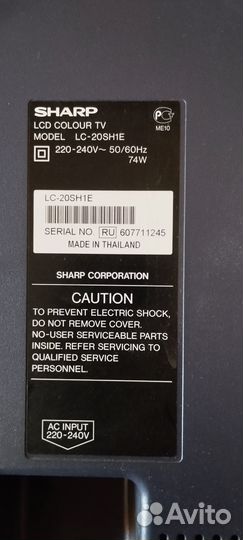 SHARP
LCD COLOUR TV
MODEL LC-20SH1E
220-240V~ 50/60Hz
74W
РСТ
ME10
LC-20SH1E
SERIAL NO. RU 607711245
MADE IN THAILAND
SHARP CORPORATION
CAUTION
TO PREVENT ELECTRIC SHOCK,
DO NOT REMOVE COVER.
NO-USER SERVICEABLE PARTS
INSIDE. REFER SERVICING TO
QUALIFIED SERVICE
PERSONNEL.
AC INPUT
220-240V
Avito